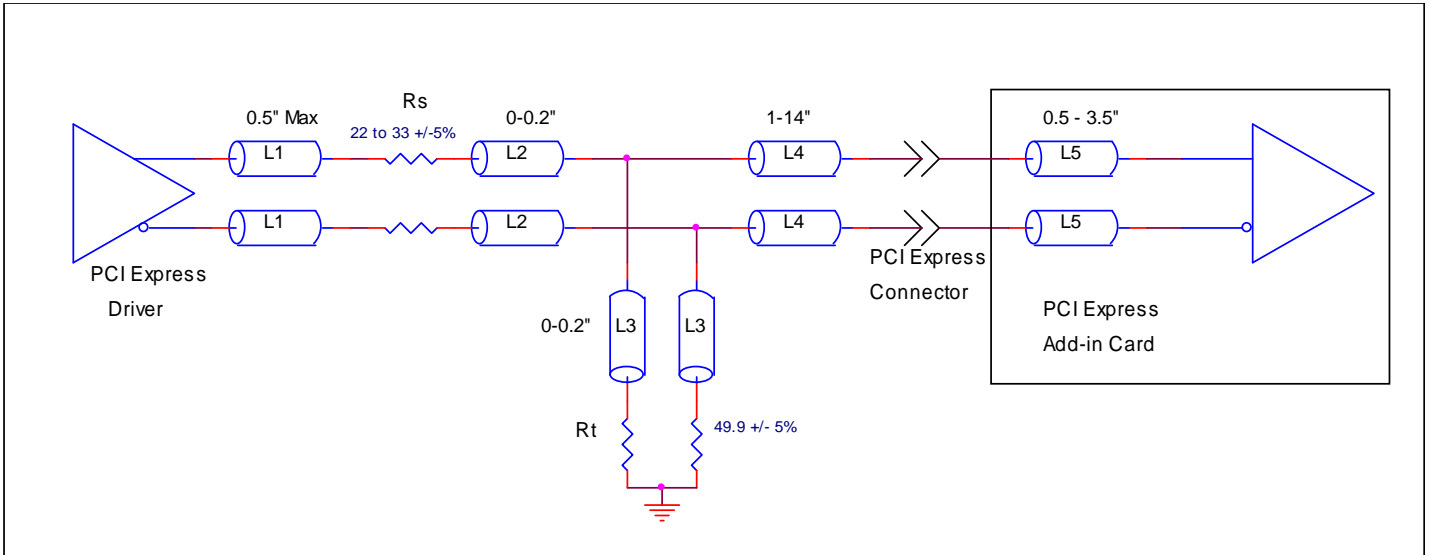 Rs
0.5" Max
22 to 33 +/-5%
0-0.2"
1-14"
0.5 - 3.5"
L1
L2
L4
L5
L1
L2
L4
L5
PCI Express
Driver
PCI Express
Connector
0-0.2"
L3
L3
PCI Express
Add-in Card
Rt
49.9 +/- 5%